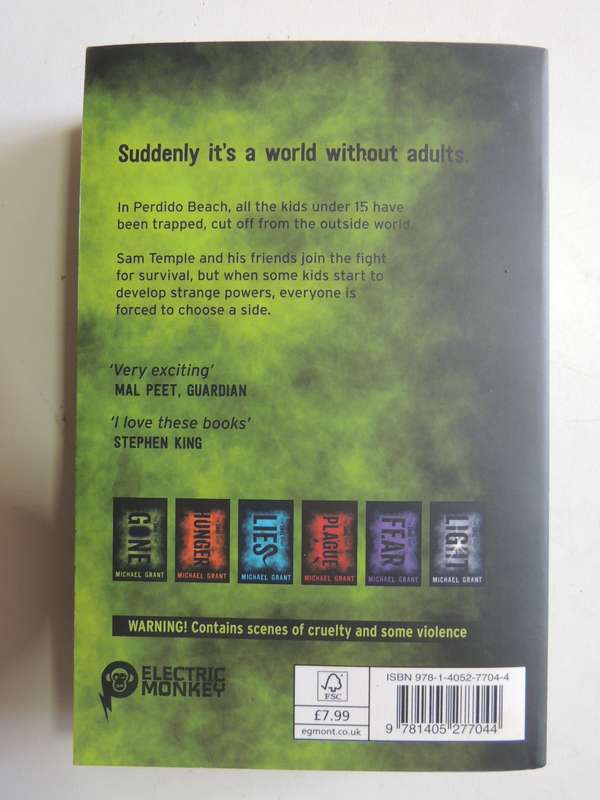 Suddenly it's a world without adults.
In Perdido Beach, all the kids under 15 have
been trapped, cut off from the outside world.
Sam Temple and his friends join the fight
for survival, but when some kids start to
develop strange powers, everyone is
forced to choose a side.
'Very exciting'
MAL PEET, GUARDIAN
'I love these books'
STEPHEN KING
GONE
MICHAEL GRANT
HUNGER
MICHAEL GRANT
LIES
MICHAEL GRANT
PLAGUE
MICHAEL GRANT
FEAR
MICHAEL GRANT
LIGHT
MICHAEL GRANT
WARNING! Contains scenes of cruelty and some violence
ELECTRIC
MONKEY
FSC
£7.99
egmont.co.uk
ISBN 978-1-4052-7704-4
9 781405 277044